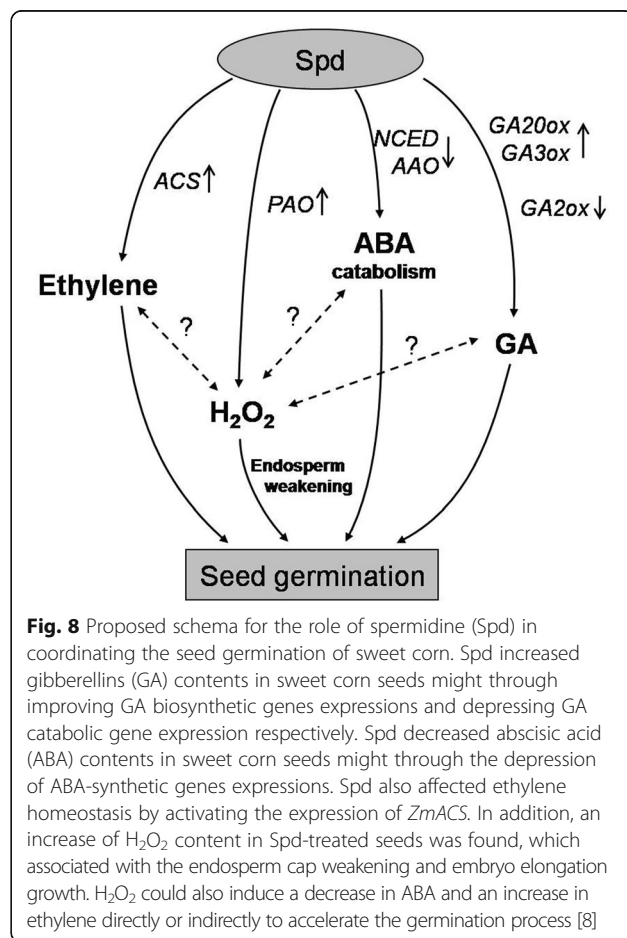 Spd
NCED
AAO ↓
GA20ox
GA3ox ↑
ACS↑
PAO↑
GA2ox↓
ABA
catabolism
Ethylene
?
?
?
GA
H₂O₂
Endosperm
weakening
Seed germination
Fig. 8 Proposed schema for the role of spermidine (Spd) in
coordinating the seed germination of sweet corn. Spd increased
gibberellins (GA) contents in sweet corn seeds might through
improving GA biosynthetic genes expressions and depressing GA
catabolic gene expression respectively. Spd decreased abscisic acid
(ABA) contents in sweet corn seeds might through the depression
of ABA-synthetic genes expressions. Spd also affected ethylene
homeostasis by activating the expression of ZmACS. In addition, an
increase of H₂O₂ content in Spd-treated seeds was found, which
associated with the endosperm cap weakening and embryo elongation
growth. H₂O₂ could also induce a decrease in ABA and an increase in
ethylene directly or indirectly to accelerate the germination process [8]